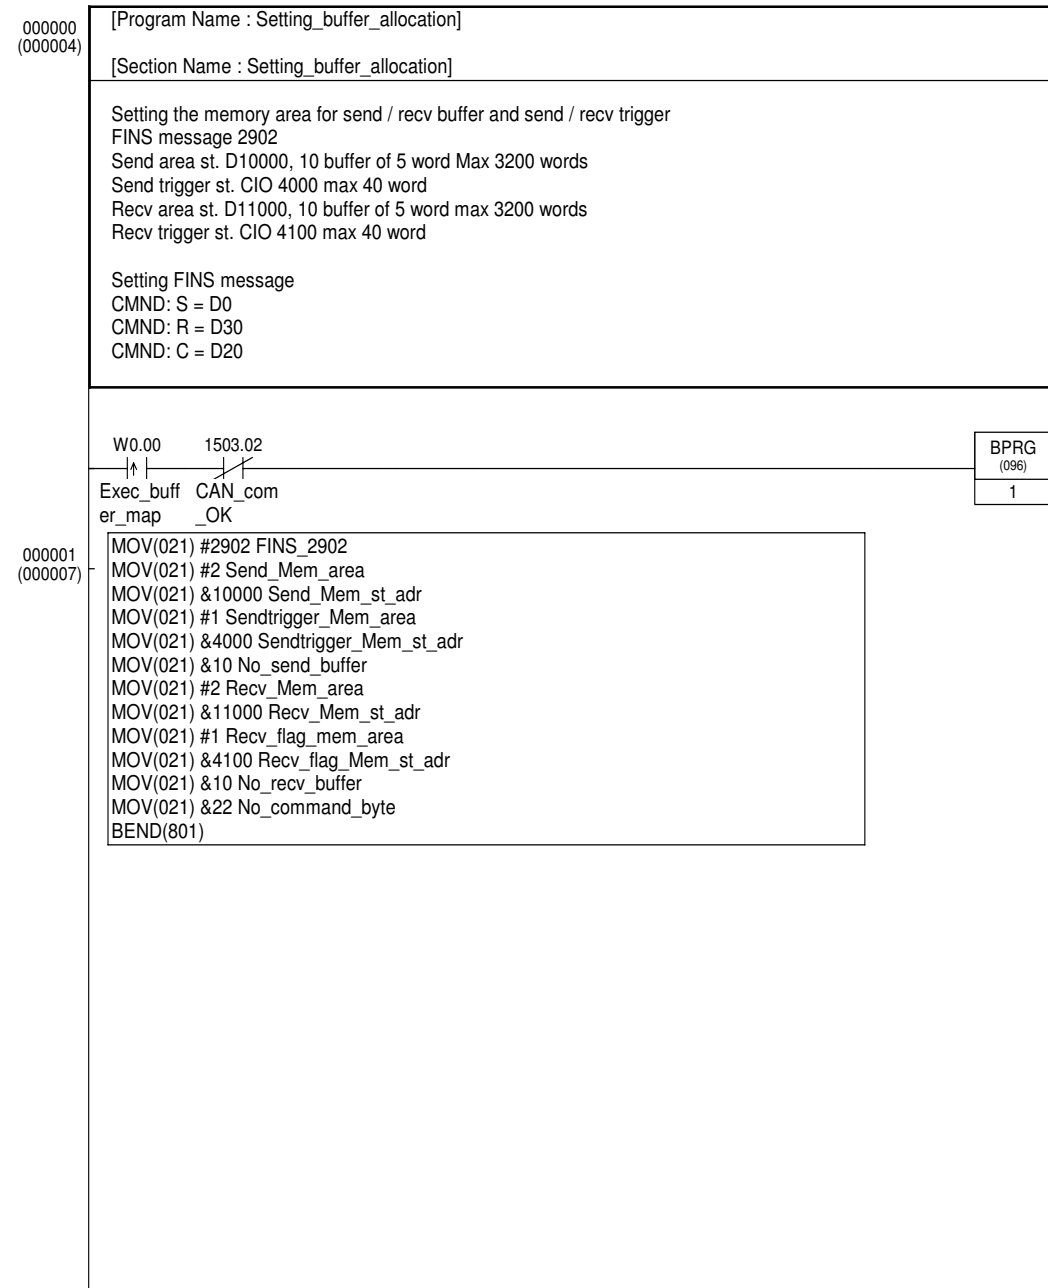 000000
(000004)
[Program Name : Setting_buffer_allocation]
[Section Name : Setting_buffer_allocation]
Setting the memory area for send / recv buffer and send / recv trigger
FINS message 2902
Send area st. D10000, 10 buffer of 5 word Max 3200 words
Send trigger st. CIO 4000 max 40 word
Recv area st. D11000, 10 buffer of 5 word max 3200 words
Recv trigger st. CIO 4100 max 40 word
Setting FINS message
CMND: S = D0
CMND: R = D30
CMND: C = D20
W0.00 1503.02
Exec_buff CAN_com
er_map _OK
BPRG
(096)
1
000001
(000007)
MOV(021) #2902 FINS_2902
MOV(021) #2 Send_Mem_area
MOV(021) &10000 Send_Mem_st_adr
MOV(021) #1 Sendtrigger_Mem_area
MOV(021) &4000 Sendtrigger_Mem_st_adr
MOV(021) &10 No_send_buffer
MOV(021) #2 Recv_Mem_area
MOV(021) &11000 Recv_Mem_st_adr
MOV(021) #1 Recv_flag_mem_area
MOV(021) &4100 Recv_flag_Mem_st_adr
MOV(021) &10 No_recv_buffer
MOV(021) &22 No_command_byte
BEND(801)